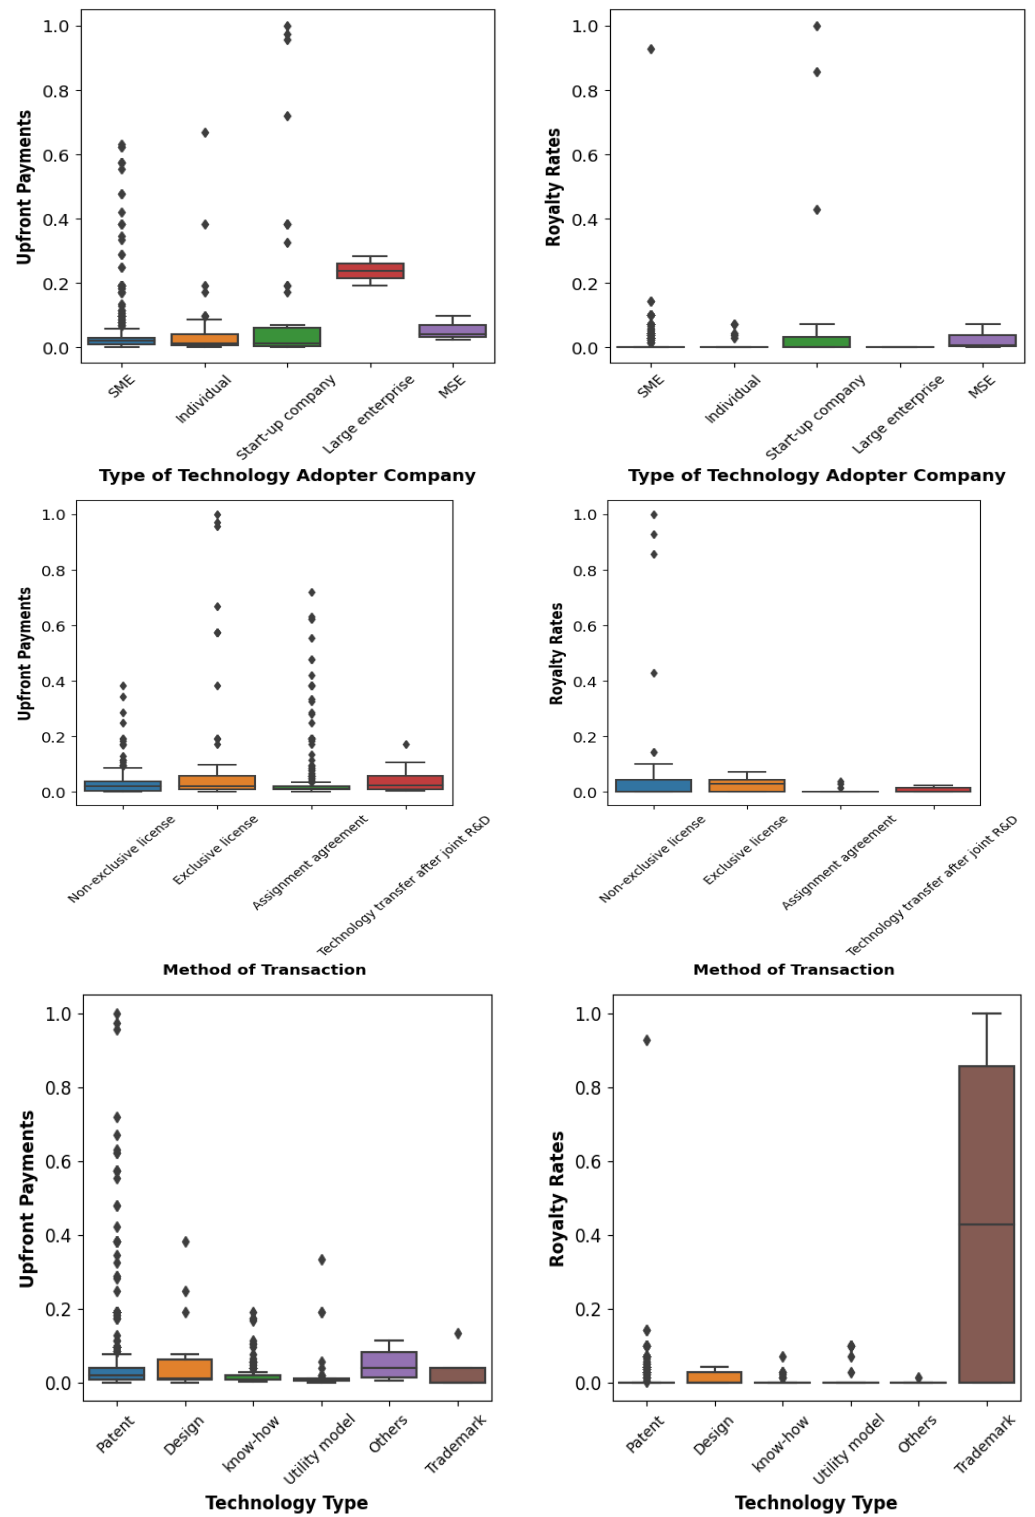 Upfront Payments
1.0
0.8
0.6
0.4
0.2
0.0
SME
Individual
Start-up company
Large enterprise
MSE
Type of Technology Adopter Company
Royalty Rates
1.0
0.8
0.6
0.4
0.2
0.0
SME
Individual
Start-up company
Large enterprise
MSE
Type of Technology Adopter Company
Upfront Payments
1.0
0.8
0.6
0.4
0.2
0.0
Non-exclusive license
Exclusive license
Assignment agreement
Technology transfer after joint R&D
Method of Transaction
Royalty Rates
1.0
0.8
0.6
0.4
0.2
0.0
Non-exclusive license
Exclusive license
Assignment agreement
Technology transfer after joint R&D
Method of Transaction
Upfront Payments
1.0
0.8
0.6
0.4
0.2
0.0
Patent
Design
know-how
Utility model
Others
Trademark
Technology Type
Royalty Rates
1.0
0.8
0.6
0.4
0.2
0.0
Patent
Design
know-how
Utility model
Others
Trademark
Technology Type